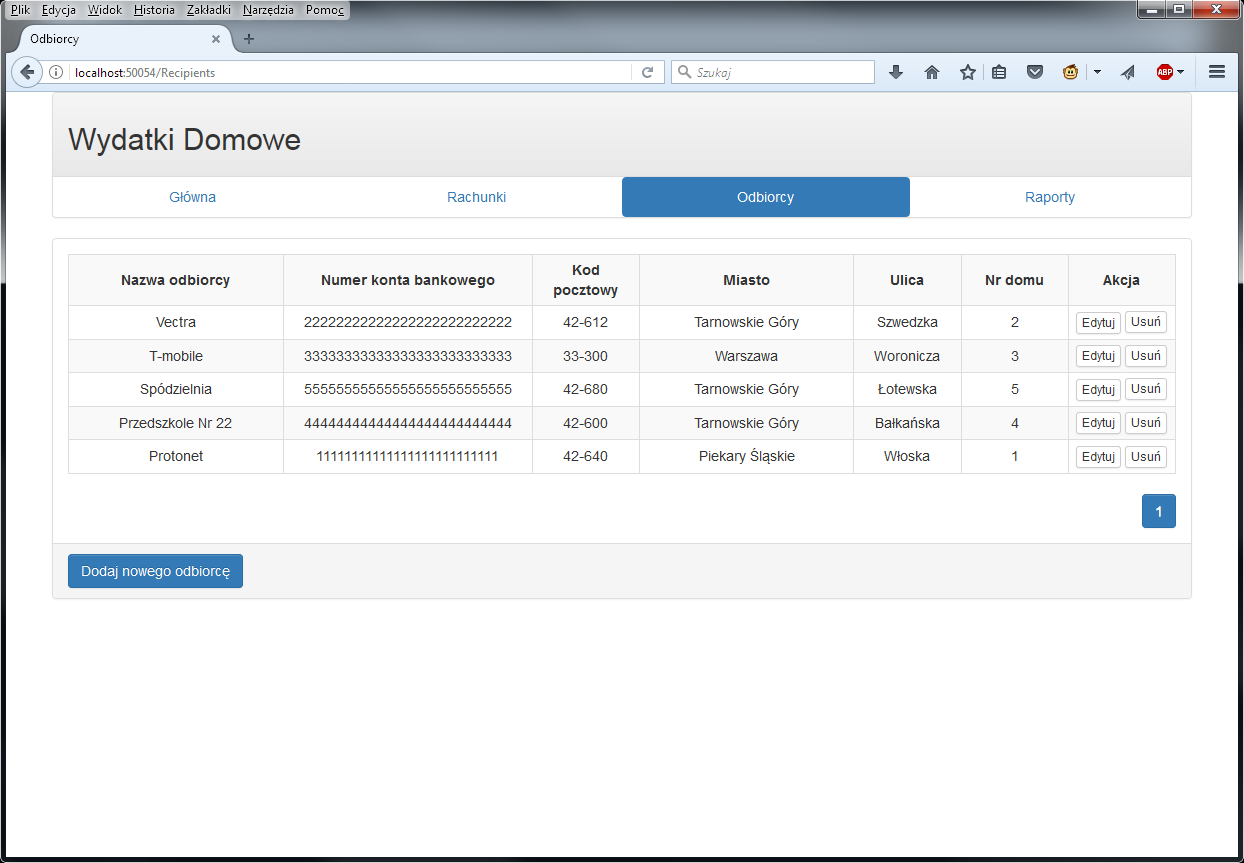 Plik Edycja Widok Historia Zakładki Narzędzia Pomoc
Odbiorcy
localhost:50054/Recipients
Szukaj
ABP
Wydatki Domowe
Główna Rachunki Odbiorcy Raporty
Nazwa odbiorcy Numer konta bankowego Kod pocztowy Miasto Ulica Nr domu Akcja
Vectra 22222222222222222222222222 42-612 Tarnowskie Góry Szwedzka 2 Edytuj Usuń
T-mobile 33333333333333333333333333 33-300 Warszawa Woronicza 3 Edytuj Usuń
Spódzielnia 55555555555555555555555555 42-680 Tarnowskie Góry Łotewska 5 Edytuj Usuń
Przedszkole Nr 22 44444444444444444444444444 42-600 Tarnowskie Góry Bałkańska 4 Edytuj Usuń
Protonet 11111111111111111111111111 42-640 Piekary Śląskie Włoska 1 Edytuj Usuń
1
Dodaj nowego odbiorcę